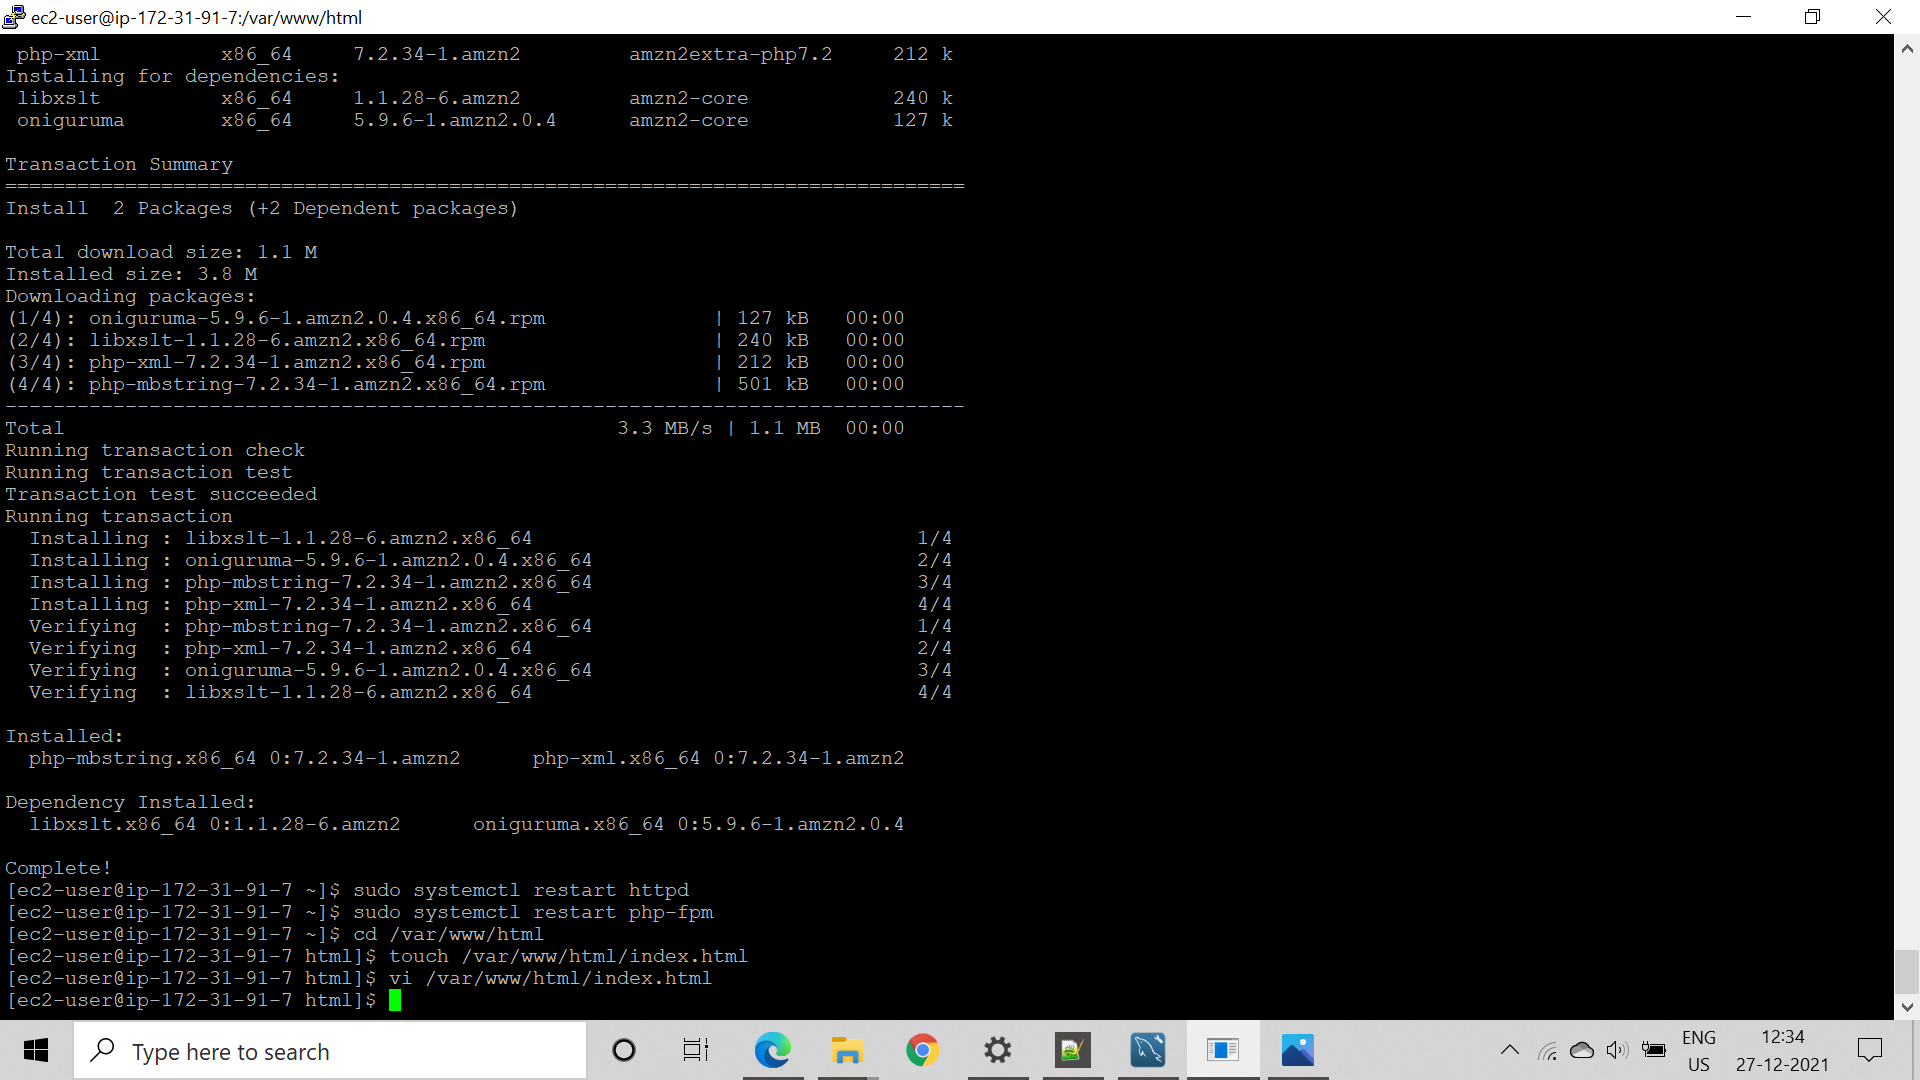 ec2-user@ip-172-31-91-7:/var/www/html
php-xml x86_64 7.2.34-1.amzn2 amzn2extra-php7.2 212 k
Installing for dependencies:
libxslt x86_64 1.1.28-6.amzn2 amzn2-core 240 k
oniguruma x86_64 5.9.6-1.amzn2.0.4 amzn2-core 127 k
Transaction Summary
================================================================================
Install 2 Packages (+2 Dependent packages)
Total download size: 1.1 M
Installed size: 3.8 M
Downloading packages:
(1/4): oniguruma-5.9.6-1.amzn2.0.4.x86_64.rpm | 127 kB 00:00
(2/4): libxslt-1.1.28-6.amzn2.x86_64.rpm | 240 kB 00:00
(3/4): php-xml-7.2.34-1.amzn2.x86_64.rpm | 212 kB 00:00
(4/4): php-mbstring-7.2.34-1.amzn2.x86_64.rpm | 501 kB 00:00
--------------------------------------------------------------------------------
Total 3.3 MB/s | 1.1 MB 00:00
Running transaction check
Running transaction test
Transaction test succeeded
Running transaction
Installing : libxslt-1.1.28-6.amzn2.x86_64 1/4
Installing : oniguruma-5.9.6-1.amzn2.0.4.x86_64 2/4
Installing : php-mbstring-7.2.34-1.amzn2.x86_64 3/4
Installing : php-xml-7.2.34-1.amzn2.x86_64 4/4
Verifying : php-mbstring-7.2.34-1.amzn2.x86_64 1/4
Verifying : php-xml-7.2.34-1.amzn2.x86_64 2/4
Verifying : oniguruma-5.9.6-1.amzn2.0.4.x86_64 3/4
Verifying : libxslt-1.1.28-6.amzn2.x86_64 4/4
Installed:
php-mbstring.x86_64 0:7.2.34-1.amzn2 php-xml.x86_64 0:7.2.34-1.amzn2
Dependency Installed:
libxslt.x86_64 0:1.1.28-6.amzn2 oniguruma.x86_64 0:5.9.6-1.amzn2.0.4
Complete!
[ec2-user@ip-172-31-91-7 ~]$ sudo systemctl restart httpd
[ec2-user@ip-172-31-91-7 ~]$ sudo systemctl restart php-fpm
[ec2-user@ip-172-31-91-7 ~]$ cd /var/www/html
[ec2-user@ip-172-31-91-7 html]$ touch /var/www/html/index.html
[ec2-user@ip-172-31-91-7 html]$ vi /var/www/html/index.html
[ec2-user@ip-172-31-91-7 html]$
Type here to search
ENG
US
12:34
27-12-2021